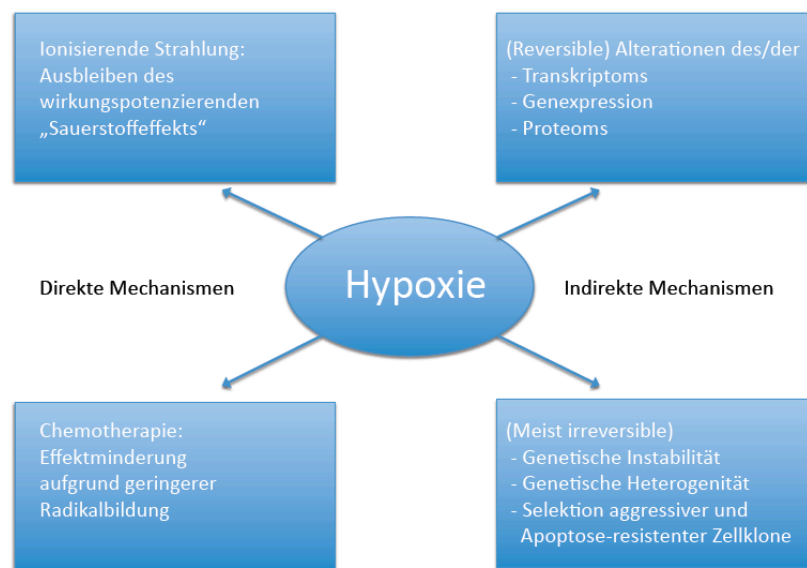 Ionisierende Strahlung:
Ausbleiben des
wirkungspotenzierenden
„Sauerstoffeffekts“
(Reversible) Alterationen des/der
- Transkriptoms
- Genexpression
- Proteoms
Direkte Mechanismen
Hypoxie
Indirekte Mechanismen
Chemotherapie:
Effektminderung
aufgrund geringerer
Radikalbildung
(Meist irreversible)
- Genetische Instabilität
- Genetische Heterogenität
- Selektion aggressiver und
Apoptose-resistenter Zellklone